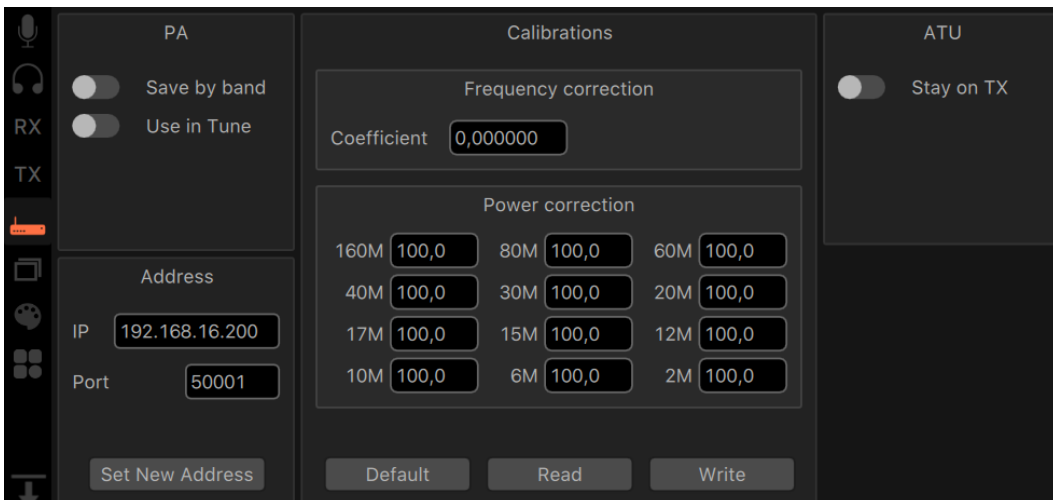 RX
TX
PA
Save by band
Use in Tune
Address
IP 192.168.16.200
Port 50001
Set New Address
Calibrations
Frequency correction
Coefficient 0,000000
Power correction
160M 100,0 80M 100,0 60M 100,0
40M 100,0 30M 100,0 20M 100,0
17M 100,0 15M 100,0 12M 100,0
10M 100,0 6M 100,0 2M 100,0
Default Read Write
ATU
Stay on TX